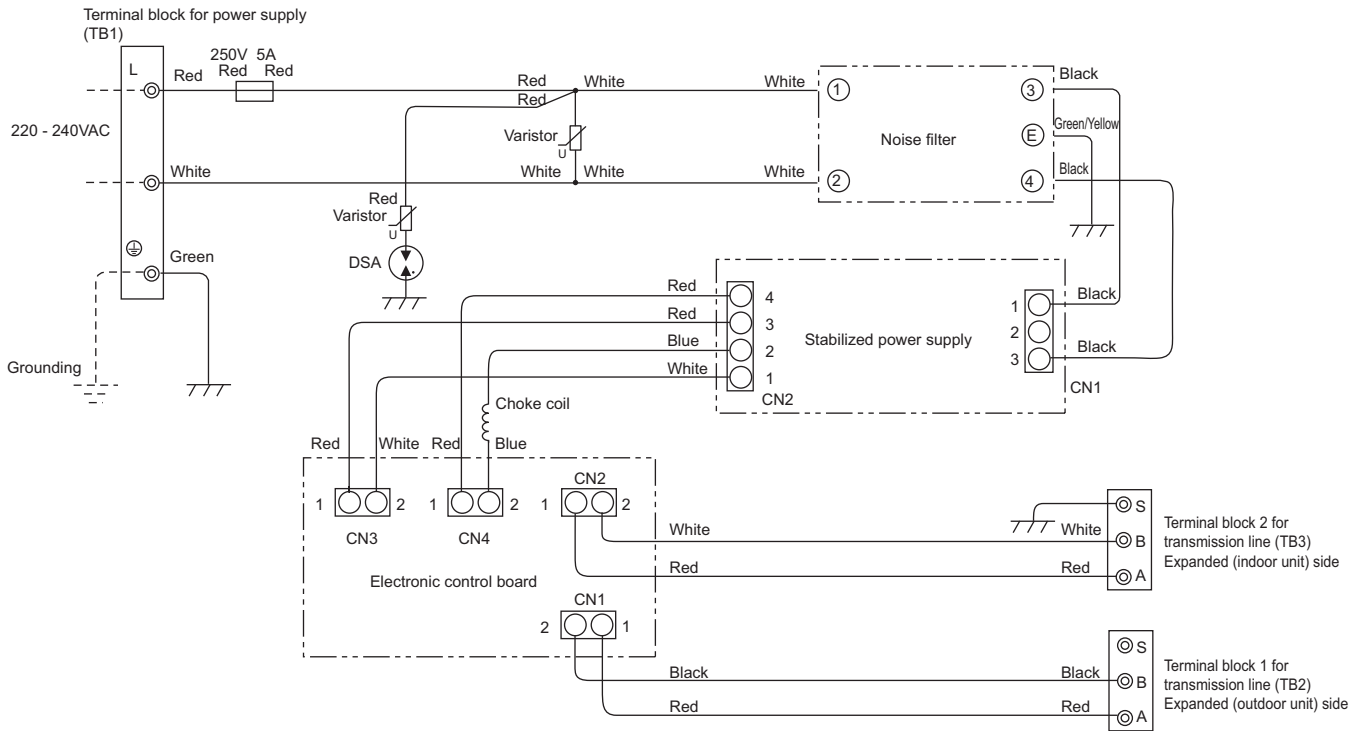 Terminal block for power supply
(TB1)
250V 5A
L
Red
Red
Red
Red
White
White
Black
1
3
220 - 240VAC
Red
Varistor
U
Noise filter
Green/Yellow
E
White
White
White
White
Black
2
4
Red
Varistor
U
DSA
Green
Grounding
Red
4
Red
3
Blue
2
White
1
CN2
Stabilized power supply
1
Black
2
3
Black
CN1
Choke coil
Red
White
Red
Blue
1
2
CN3
1
2
CN4
CN2
1
2
Electronic control board
CN1
2
1
White
White
Red
Red
S
B
A
Terminal block 2 for
transmission line (TB3)
Expanded (indoor unit) side
Black
Black
Red
Red
S
B
A
Terminal block 1 for
transmission line (TB2)
Expanded (outdoor unit) side